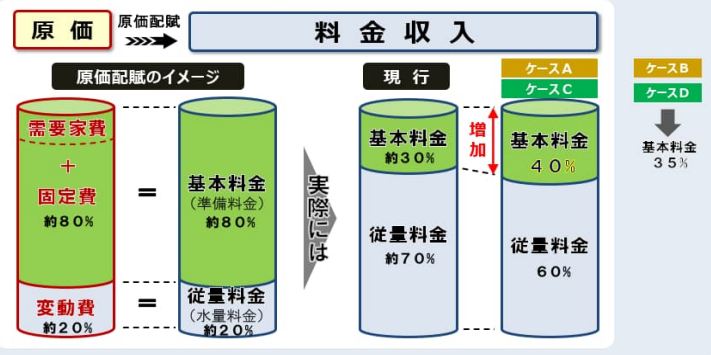 原価
原価配賦
料金収入
原価配賦のイメージ
現行
ケースA
ケースC
ケースB
ケースD
需要家費
+
固定費
約80%
変動費
約20%
=
=
基本料金
(準備料金)
約80%
従量料金
(水量料金)
約20%
実際には
基本料金
約30%
従量料金
約70%
増加
基本料金
40%
従量料金
60%
基本料金
35%